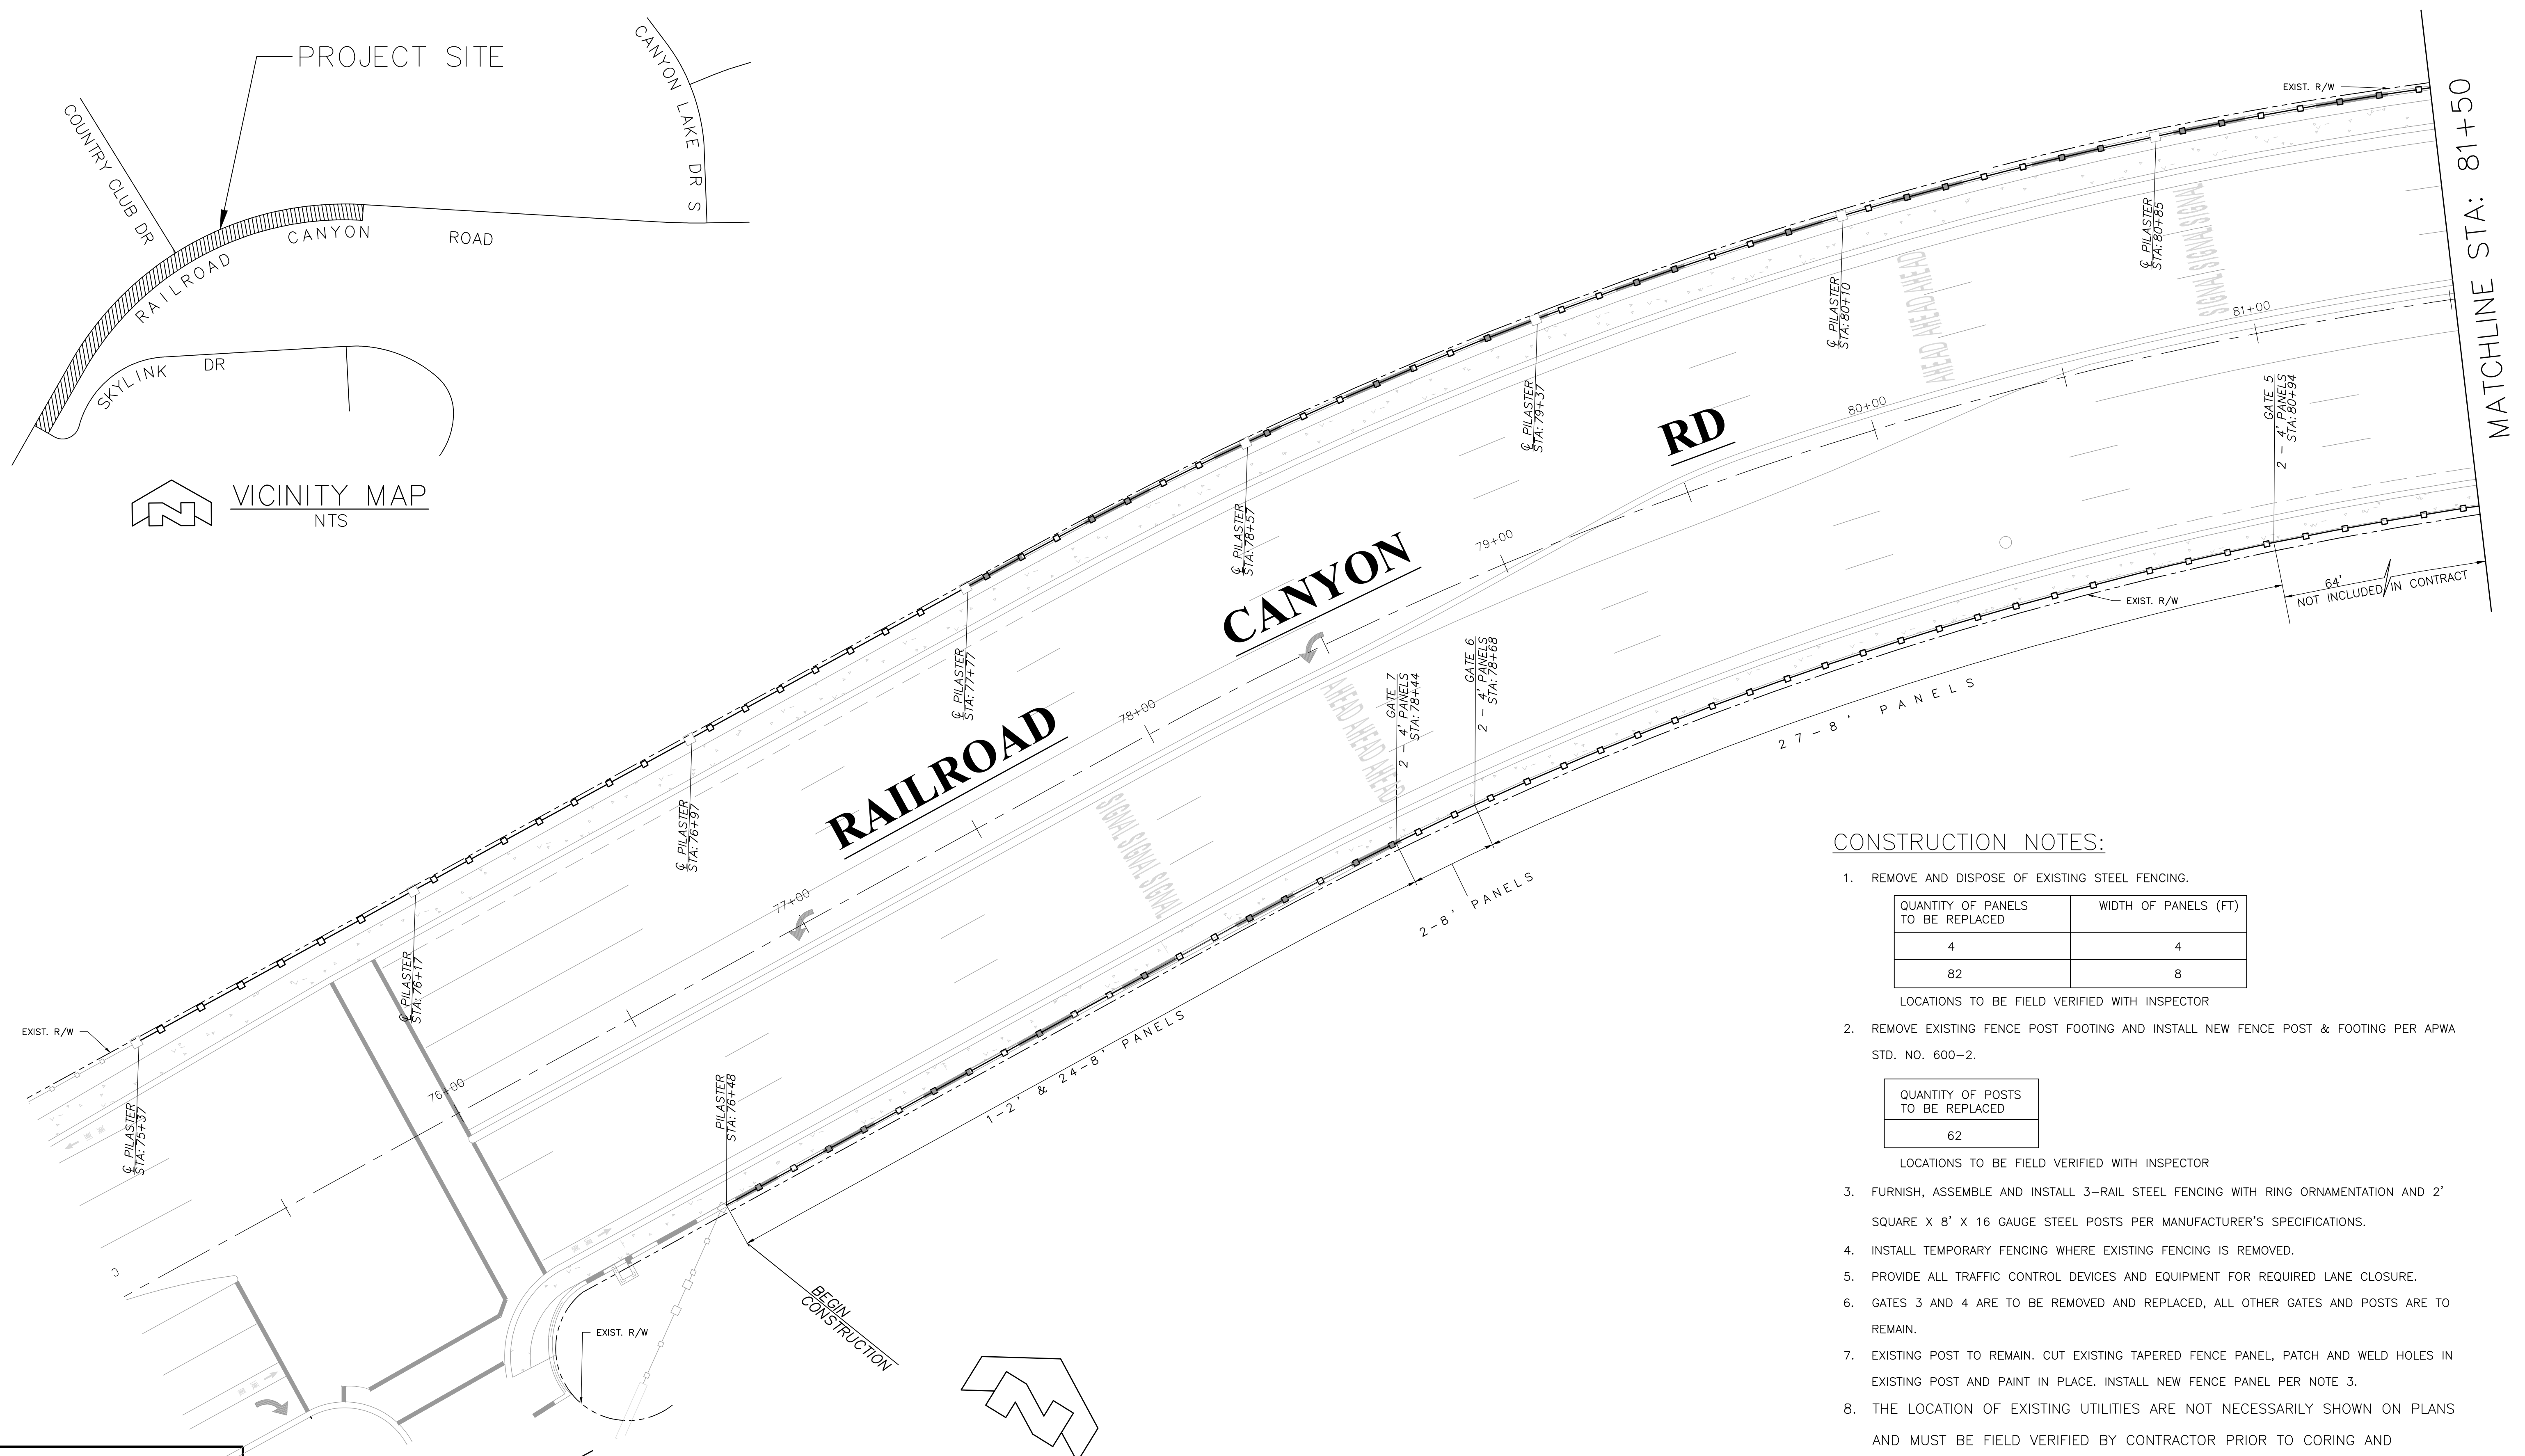 PROJECT SITE
COUNTRY CLUB DR
CANYON LAKE DR S
RAILROAD
CANYON
ROAD
SKYLINK DR
N
VICINITY MAP
NTS
EXIST. R/W
MATCHLINE STA: 81+50
℄ PILASTER
STA: 75+37
℄ PILASTER
STA: 76+17
℄ PILASTER
STA: 76+97
℄ PILASTER
STA: 77+77
℄ PILASTER
STA: 78+57
℄ PILASTER
STA: 79+37
℄ PILASTER
STA: 80+10
℄ PILASTER
STA: 80+85
EXIST. R/W
RAILROAD
CANYON
RD
76+00
77+00
78+00
79+00
80+00
81+00
SIGNAL SIGNAL SIGNAL
AHEAD AHEAD AHEAD
AHEAD AHEAD AHEAD
SIGNAL SIGNAL SIGNAL
GATE 7
2 - 4' PANELS
STA: 78+44
GATE 6
2 - 4' PANELS
STA: 78+68
GATE 5
2 - 4' PANELS
STA: 80+94
64'
NOT INCLUDED IN CONTRACT
EXIST. R/W
27-8' PANELS
2-8' PANELS
1-2' & 24-8' PANELS
PILASTER
STA: 76+48
BEGIN
CONSTRUCTION
EXIST. R/W
N
CONSTRUCTION NOTES:
1. REMOVE AND DISPOSE OF EXISTING STEEL FENCING.
QUANTITY OF PANELS WIDTH OF PANELS (FT)
TO BE REPLACED
4 4
82 8
LOCATIONS TO BE FIELD VERIFIED WITH INSPECTOR
2. REMOVE EXISTING FENCE POST FOOTING AND INSTALL NEW FENCE POST & FOOTING PER APWA
STD. NO. 600-2.
QUANTITY OF POSTS
TO BE REPLACED
62
LOCATIONS TO BE FIELD VERIFIED WITH INSPECTOR
3. FURNISH, ASSEMBLE AND INSTALL 3-RAIL STEEL FENCING WITH RING ORNAMENTATION AND 2'
SQUARE X 8' X 16 GAUGE STEEL POSTS PER MANUFACTURER'S SPECIFICATIONS.
4. INSTALL TEMPORARY FENCING WHERE EXISTING FENCING IS REMOVED.
5. PROVIDE ALL TRAFFIC CONTROL DEVICES AND EQUIPMENT FOR REQUIRED LANE CLOSURE.
6. GATES 3 AND 4 ARE TO BE REMOVED AND REPLACED, ALL OTHER GATES AND POSTS ARE TO
REMAIN.
7. EXISTING POST TO REMAIN. CUT EXISTING TAPERED FENCE PANEL, PATCH AND WELD HOLES IN
EXISTING POST AND PAINT IN PLACE. INSTALL NEW FENCE PANEL PER NOTE 3.
8. THE LOCATION OF EXISTING UTILITIES ARE NOT NECESSARILY SHOWN ON PLANS
AND MUST BE FIELD VERIFIED BY CONTRACTOR PRIOR TO CORING AND